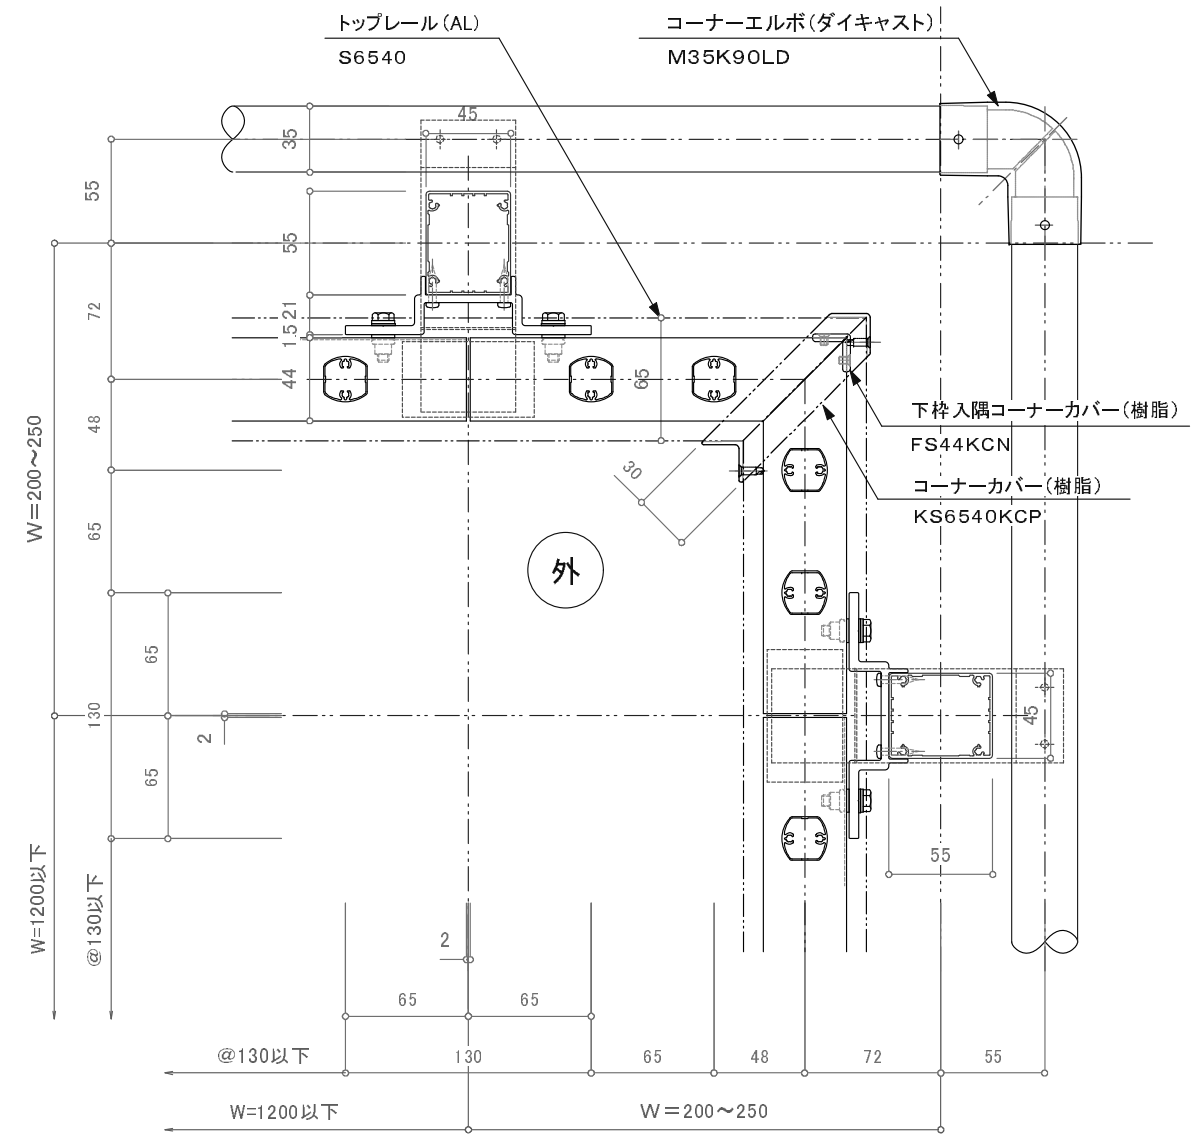 トップレール（AL）
S6540
コーナーエルボ（ダイキャスト）
M35K90LD
45
35
55
55
21
1.5
72
44
65
48
W＝200～250
下枠入隅コーナーカバー（樹脂）
FS44KCN
コーナーカバー（樹脂）
KS6540KCP
30
外
65
65
130
45
2
65
55
W=1200以下
@130以下
2
65
65
@130以下
130
65
48
72
55
W=1200以下
W＝200～250